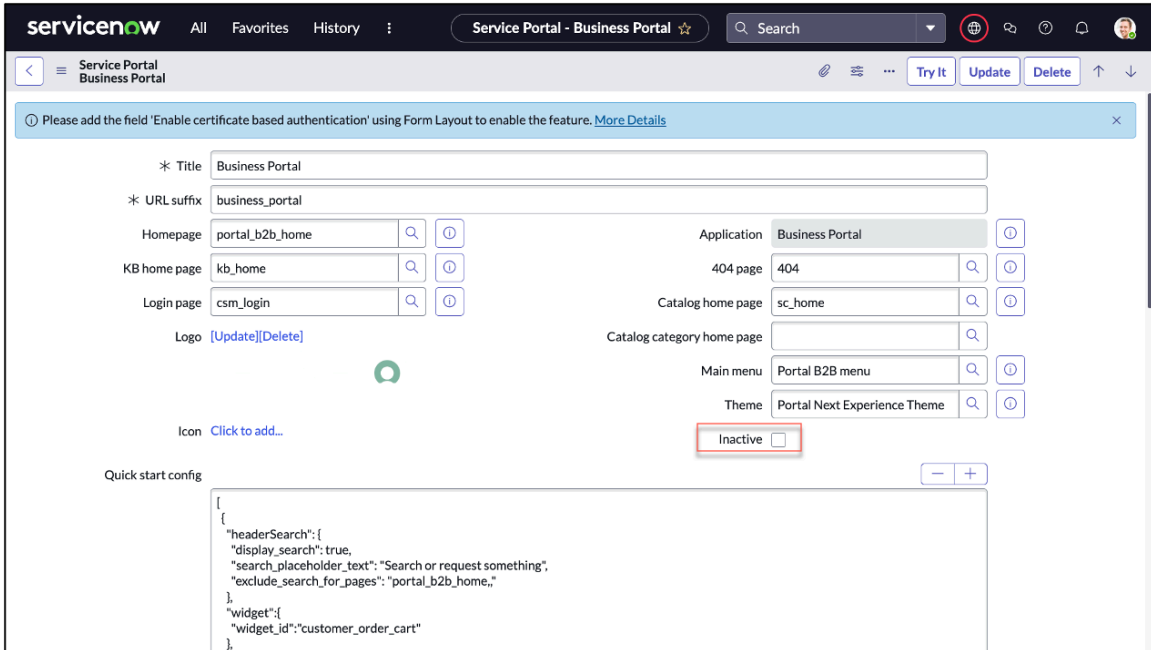 servicenow All Favorites History Service Portal - Business Portal Search
Service Portal
Business Portal
Try It Update Delete
Please add the field 'Enable certificate based authentication' using Form Layout to enable the feature. More Details
Title Business Portal
URL suffix business_portal
Homepage portal_b2b_home Application Business Portal
KB home page kb_home 404 page 404
Login page csm_login Catalog home page sc_home
Logo [Update][Delete] Catalog category home page
Main menu Portal B2B menu
Theme Portal Next Experience Theme
Icon Click to add... Inactive
Quick start config
[
{
"headerSearch": {
"display_search": true,
"search_placeholder_text": "Search or request something",
"exclude_search_for_pages": "portal_b2b_home,,"
},
"widget":{
"widget_id":"customer_order_cart"
},